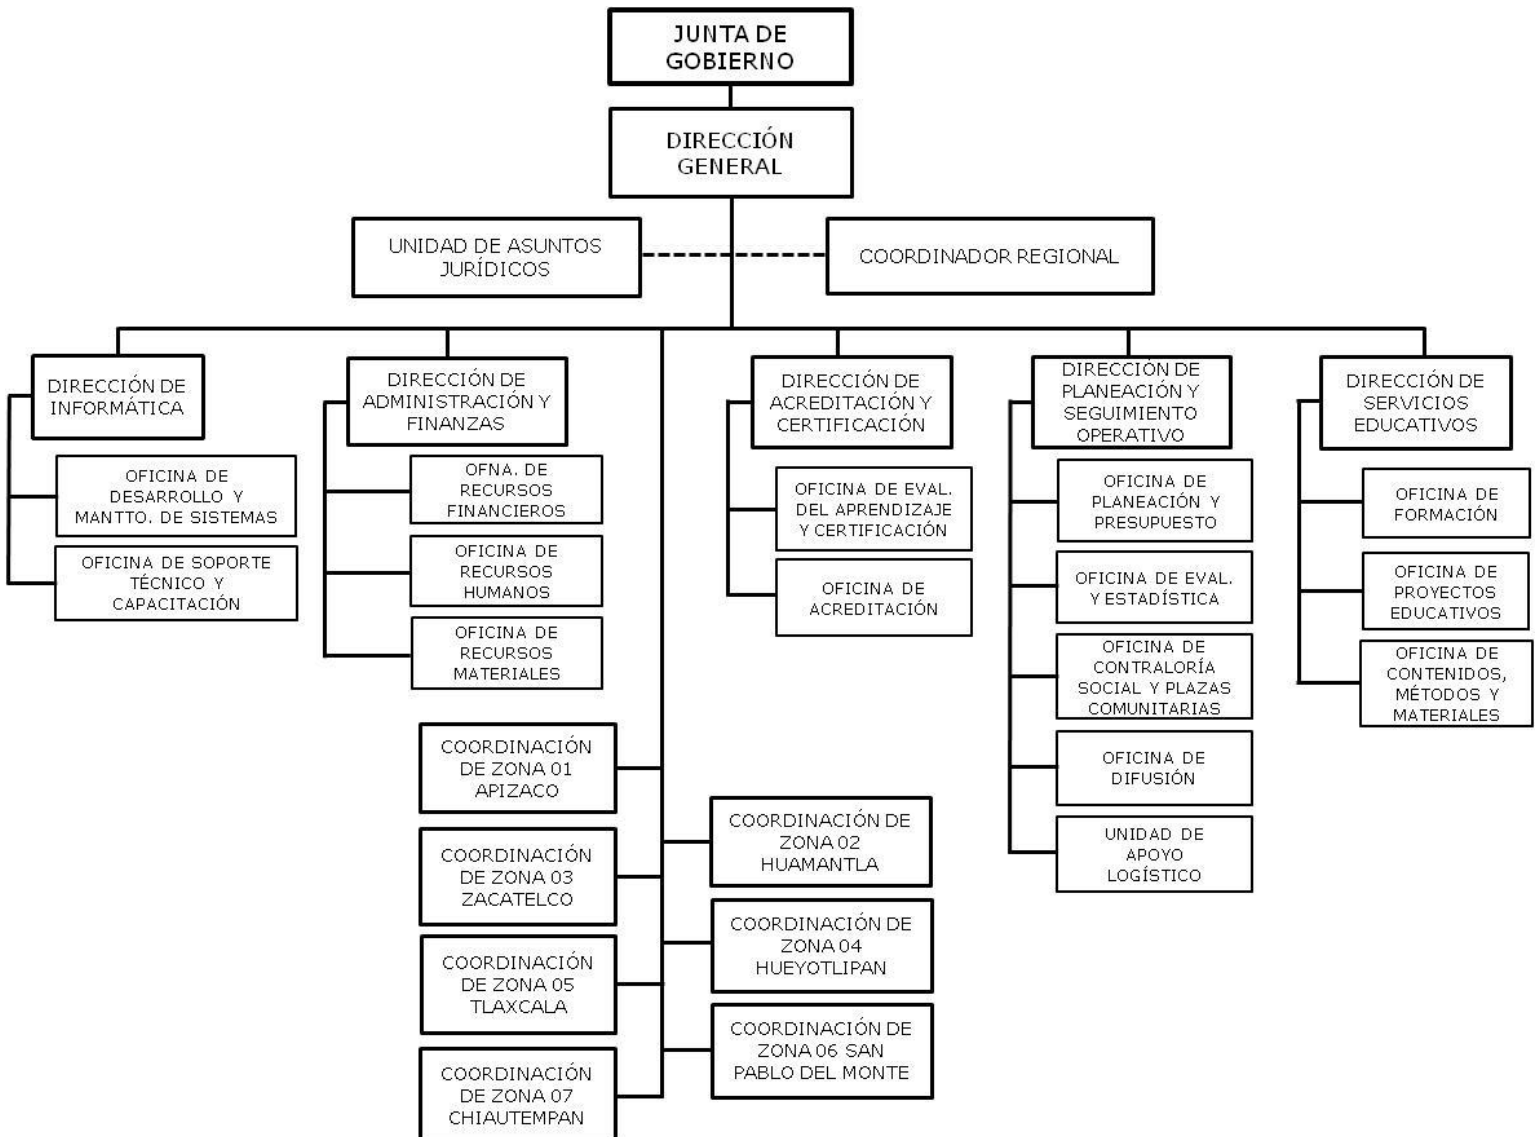 JUNTA DE
GOBIERNO
DIRECCIÓN
GENERAL
UNIDAD DE ASUNTOS
JURÍDICOS
COORDINADOR REGIONAL
DIRECCIÓN DE
INFORMÁTICA
OFICINA DE
DESARROLLO Y
MANTTO. DE SISTEMAS
OFICINA DE SOPORTE
TÉCNICO Y
CAPACITACIÓN
DIRECCIÓN DE
ADMINISTRACIÓN Y
FINANZAS
OFNA. DE
RECURSOS
FINANCIEROS
OFICINA DE
RECURSOS
HUMANOS
OFICINA DE
RECURSOS
MATERIALES
DIRECCIÓN DE
ACREDITACIÓN Y
CERTIFICACIÓN
OFICINA DE EVAL.
DEL APRENDIZAJE
Y CERTIFICACIÓN
OFICINA DE
ACREDITACIÓN
DIRECCIÓN DE
PLANEACIÓN Y
SEGUIMIENTO
OPERATIVO
OFICINA DE
PLANEACIÓN Y
PRESUPUESTO
OFICINA DE EVAL.
Y ESTADÍSTICA
OFICINA DE
CONTRALORÍA
SOCIAL Y PLAZAS
COMUNITARIAS
OFICINA DE
DIFUSIÓN
UNIDAD DE
APOYO
LOGÍSTICO
DIRECCIÓN DE
SERVICIOS
EDUCATIVOS
OFICINA DE
FORMACIÓN
OFICINA DE
PROYECTOS
EDUCATIVOS
OFICINA DE
CONTENIDOS,
MÉTODOS Y
MATERIALES
COORDINACIÓN
DE ZONA 01
APIZACO
COORDINACIÓN DE
ZONA 02
HUAMANTLA
COORDINACIÓN
DE ZONA 03
ZACATELCO
COORDINACIÓN DE
ZONA 04
HUEYOTLIPAN
COORDINACIÓN
DE ZONA 05
TLAXCALA
COORDINACIÓN DE
ZONA 06 SAN
PABLO DEL MONTE
COORDINACIÓN
DE ZONA 07
CHIAUTEMPAN